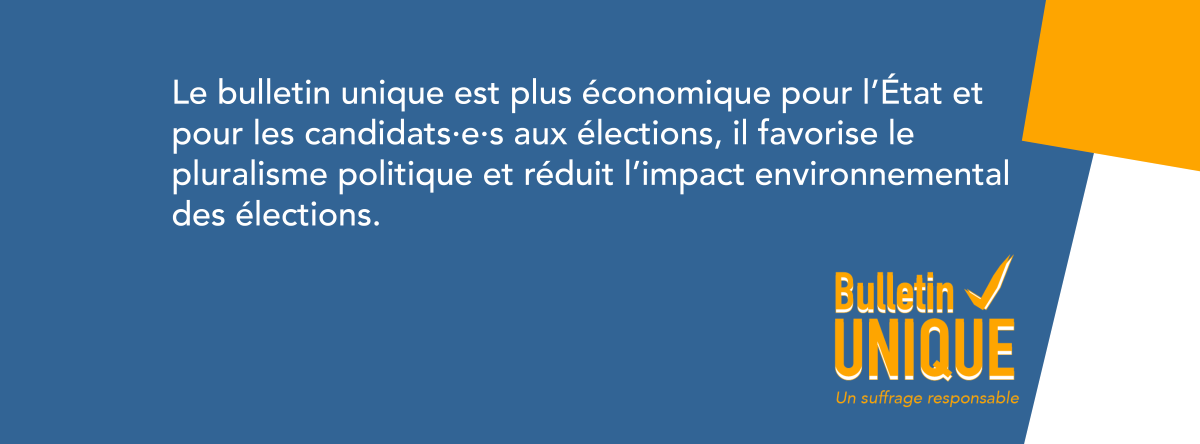 Le bulletin unique est plus économique pour l’État et
pour les candidats·e·s aux élections, il favorise le
pluralisme politique et réduit l’impact environnemental
des élections.
Bulletin
UNIQUE
Un suffrage responsable